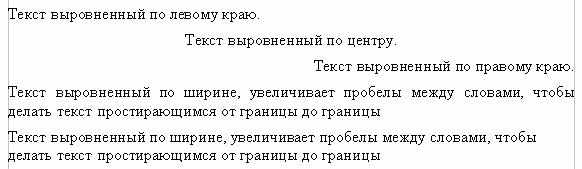 Текст выровненный по левому краю.
Текст выровненный по центру.
Текст выровненный по правому краю.
Текст выровненный по ширине, увеличивает пробелы между словами, чтобы
делать текст простирающимся от границы до границы
Текст выровненный по ширине, увеличивает пробелы между словами, чтобы
делать текст простирающимся от границы до границы